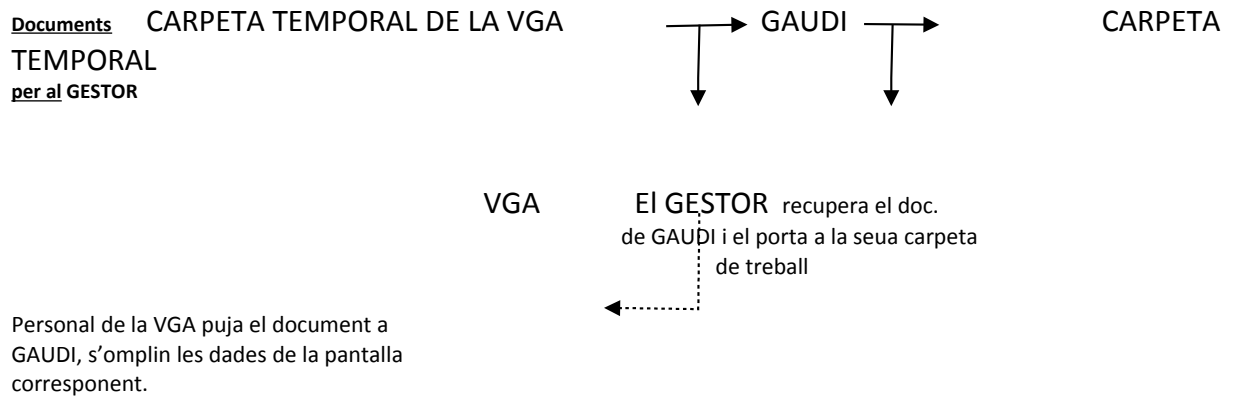 Documents CARPETA TEMPORAL DE LA VGA GAUDI CARPETA
TEMPORAL
per al GESTOR
VGA El GESTOR recupera el doc.
de GAUDI i el porta a la seua carpeta
de treball
Personal de la VGA puja el document a
GAUDI, s’omplin les dades de la pantalla
corresponent.